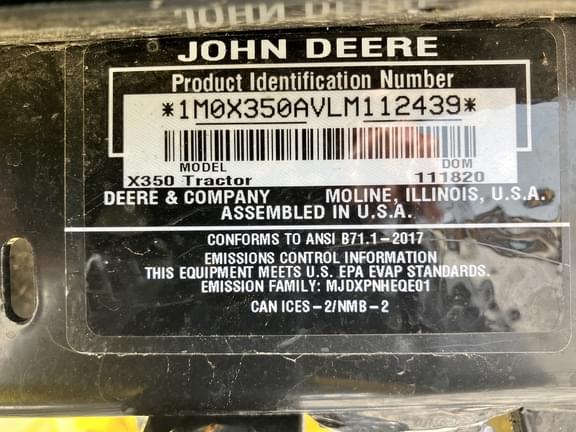 JOHN DEERE
JOHN DEERE
Product Identification Number
*1M0X350AVLM112439*
MODEL DOM
X350 Tractor 111820
DEERE & COMPANY MOLINE, ILLINOIS, U.S.A.
ASSEMBLED IN U.S.A.
CONFORMS TO ANSI B71.1-2017
EMISSIONS CONTROL INFORMATION
THIS EQUIPMENT MEETS U.S. EPA EVAP STANDARDS.
EMISSION FAMILY: MJDXPNHEQE01
CAN ICES-2/NMB-2